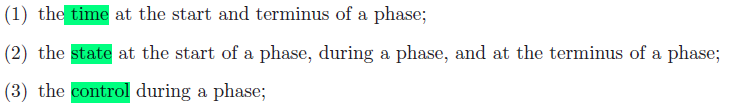 (1) the time at the start and terminus of a phase;
(2) the state at the start of a phase, during a phase, and at the terminus of a phase;
(3) the control during a phase;